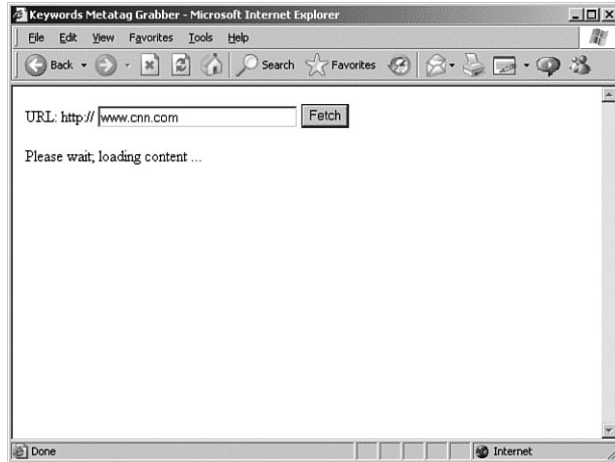 Keywords Metatag Grabber - Microsoft Internet Explorer
File Edit View Favorites Tools Help
Back Search Favorites
URL: http:// www.cnn.com Fetch
Please wait; loading content ...
Done Internet